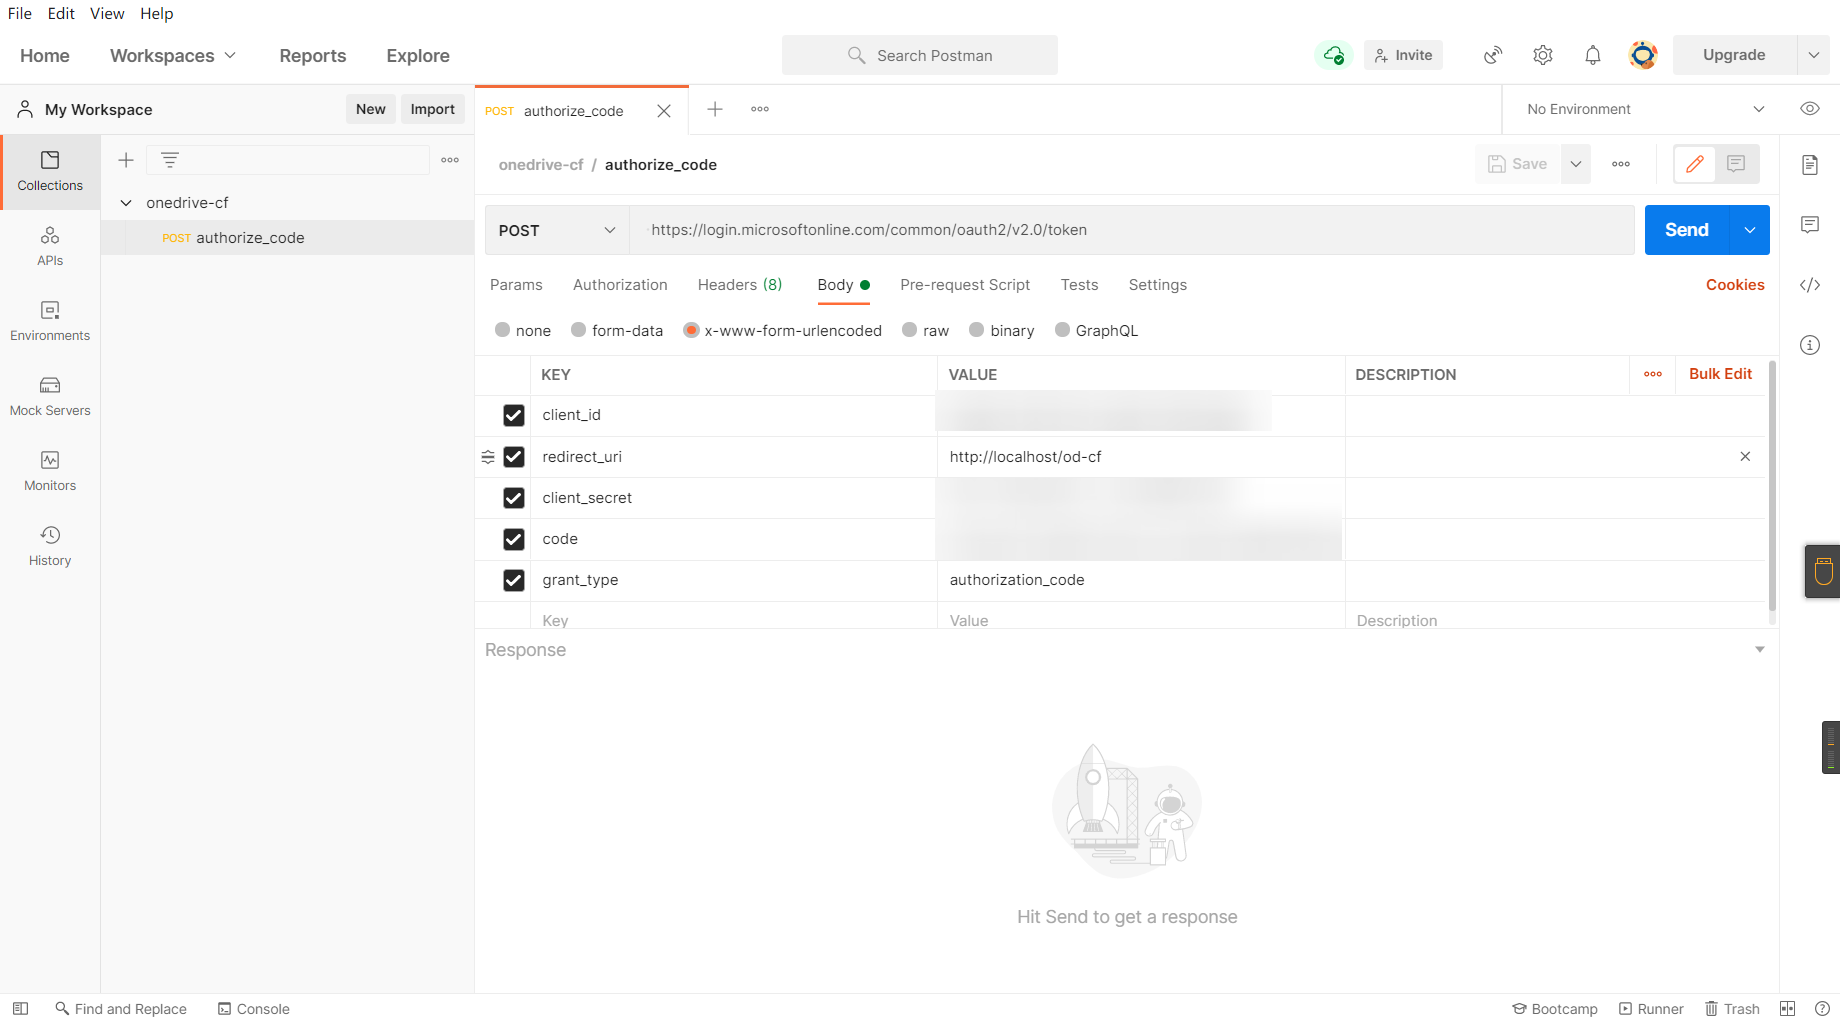 File Edit View Help
Home Workspaces Reports Explore Search Postman Invite Upgrade
My Workspace New Import POST authorize_code No Environment
Collections
APIs
Environments
Mock Servers
Monitors
History
onedrive-cf
POST authorize_code
onedrive-cf / authorize_code Save
POST https://login.microsoftonline.com/common/oauth2/v2.0/token Send
Params Authorization Headers (8) Body Pre-request Script Tests Settings Cookies
none form-data x-www-form-urlencoded raw binary GraphQL
KEY VALUE DESCRIPTION Bulk Edit
client_id
redirect_uri http://localhost/od-cf
client_secret
code
grant_type authorization_code
Key Value Description
Response
Hit Send to get a response
Find and Replace Console Bootcamp Runner Trash